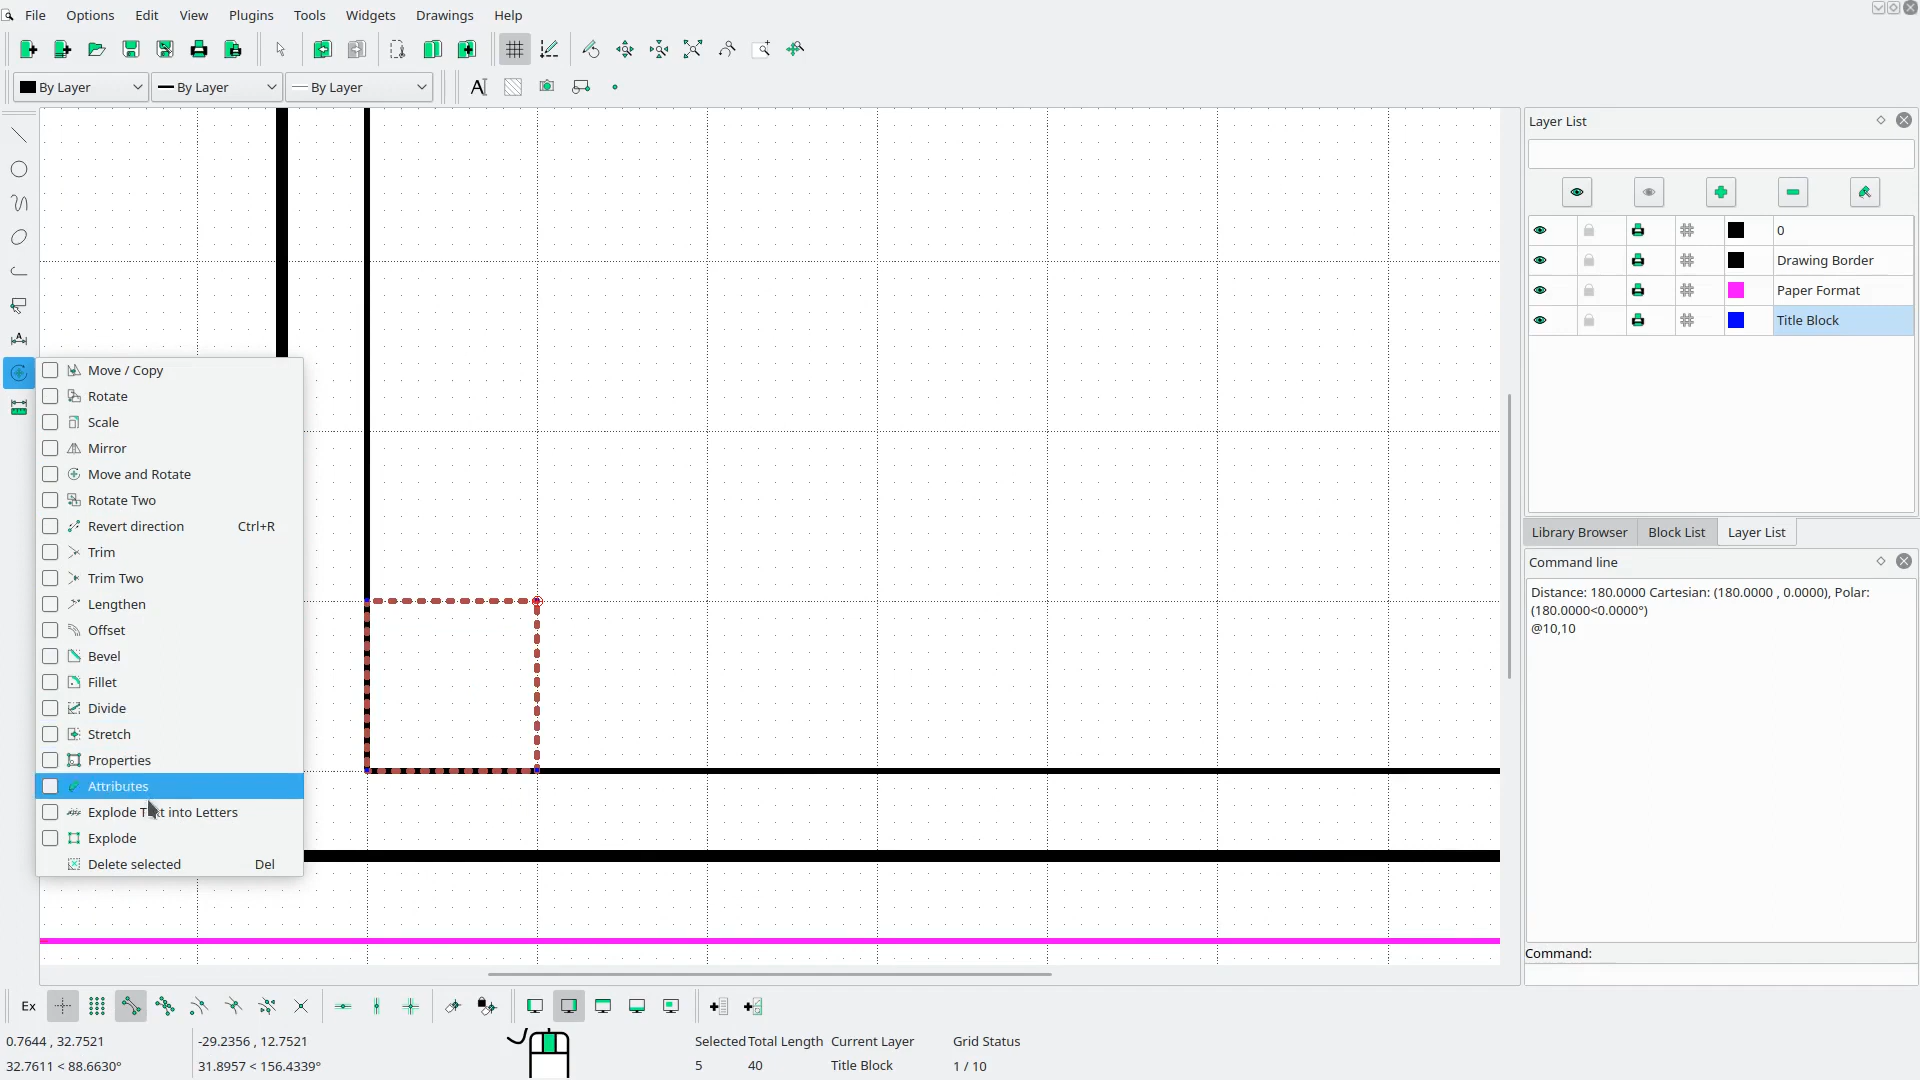 File Options Edit View Plugins Tools Widgets Drawings Help
By Layer By Layer By Layer
Layer List
0
Drawing Border
Paper Format
Title Block
Move / Copy
Rotate
Scale
Mirror
Move and Rotate
Rotate Two
Revert direction Ctrl+R
Trim
Trim Two
Lengthen
Offset
Bevel
Fillet
Divide
Stretch
Properties
Attributes
Explode Text into Letters
Explode
Delete selected Del
Library Browser Block List Layer List
Command line
Distance: 180.0000 Cartesian: (180.0000 , 0.0000), Polar:
(180.0000<0.0000°)
@10,10
Command:
Ex
0.7644 , 32.7521 -29.2356 , 12.7521 Selected Total Length Current Layer Grid Status
32.7611 < 88.6630° 31.8957 < 156.4339° 5 40 Title Block 1 / 10